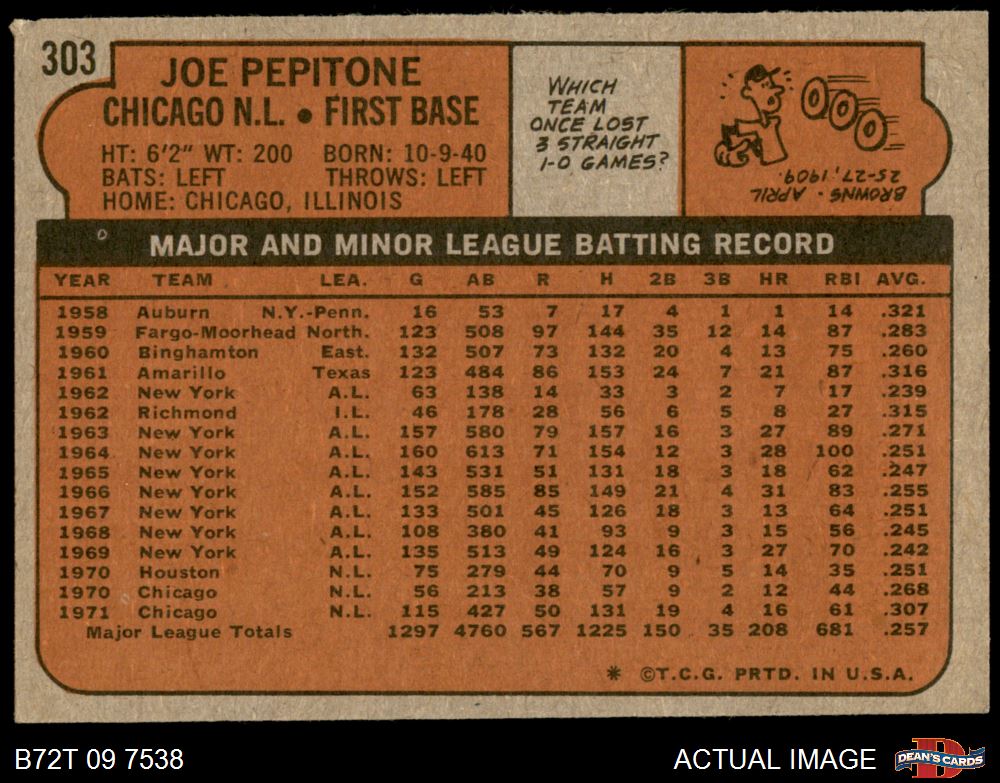 303
JOE PEPITONE
CHICAGO N.L. • FIRST BASE
HT: 6'2" WT: 200 BORN: 10-9-40
BATS: LEFT THROWS: LEFT
HOME: CHICAGO, ILLINOIS
WHICH
TEAM
ONCE LOST
3 STRAIGHT
1-0 GAMES?
BROWNS - APRIL
25-27, 1909.
MAJOR AND MINOR LEAGUE BATTING RECORD
YEAR TEAM LEA. G AB R H 2B 3B HR RBI AVG.
1958 Auburn N.Y.-Penn. 16 53 7 17 4 1 1 14 .321
1959 Fargo-Moorhead North. 123 508 97 144 35 12 14 87 .283
1960 Binghamton East. 132 507 73 132 20 4 13 75 .260
1961 Amarillo Texas 123 484 86 153 24 7 21 87 .316
1962 New York A.L. 63 138 14 33 3 2 7 17 .239
1962 Richmond I.L. 46 178 28 56 6 5 8 27 .315
1963 New York A.L. 157 580 79 157 16 3 27 89 .271
1964 New York A.L. 160 613 71 154 12 3 28 100 .251
1965 New York A.L. 143 531 51 131 18 3 18 62 .247
1966 New York A.L. 152 585 85 149 21 4 31 83 .255
1967 New York A.L. 133 501 45 126 18 3 13 64 .251
1968 New York A.L. 108 380 41 93 9 3 15 56 .245
1969 New York A.L. 135 513 49 124 16 3 27 70 .242
1970 Houston N.L. 75 279 44 70 9 5 14 35 .251
1970 Chicago N.L. 56 213 38 57 9 2 12 44 .268
1971 Chicago N.L. 115 427 50 131 19 4 16 61 .307
Major League Totals 1297 4760 567 1225 150 35 208 681 .257
* ©T.C.G. PRTD. IN U.S.A.
B72T 09 7538
ACTUAL IMAGE
D
DEAN'S CARDS